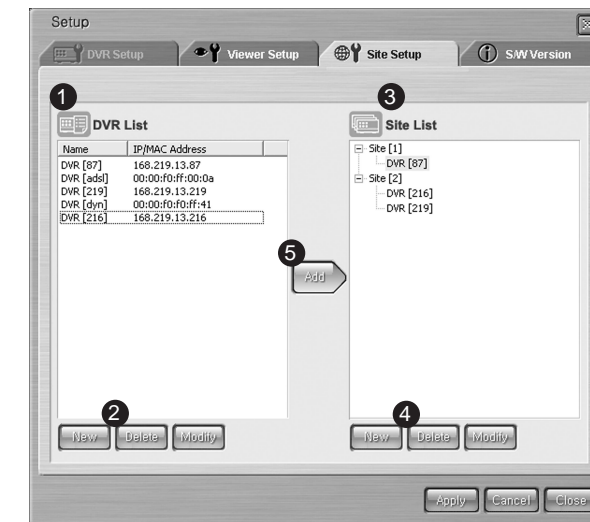 Setup
DVR Setup Viewer Setup Site Setup S/W Version
1 3
DVR List Site List
Name IP/MAC Address
DVR [87] 168.219.13.87
DVR [adsl] 00:00:f0:ff:00:0a
DVR [219] 168.219.13.219
DVR [dyn] 00:00:f0:f0:ff:41
DVR [216] 168.219.13.216
Site [1]
DVR [87]
Site [2]
DVR [216]
DVR [219]
5
Add
2 4
New Delete Modify New Delete Modify
Apply Cancel Close